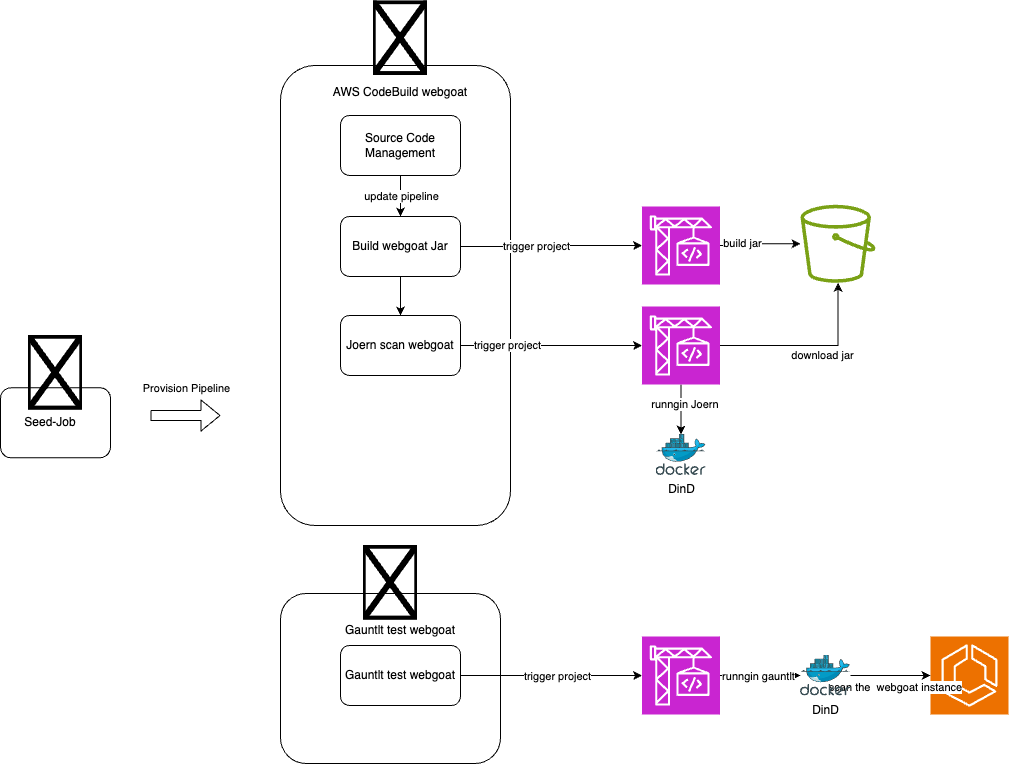 AWS CodeBuild webgoat
Source Code
Management
update pipeline
Build webgoat Jar
trigger project
build jar
Joern scan webgoat
trigger project
download jar
runngin Joern
docker
DinD
Provision Pipeline
Seed-Job
Gauntlt test webgoat
Gauntlt test webgoat
trigger project
runngin gauntlt
docker
scan the  webgoat instance
DinD